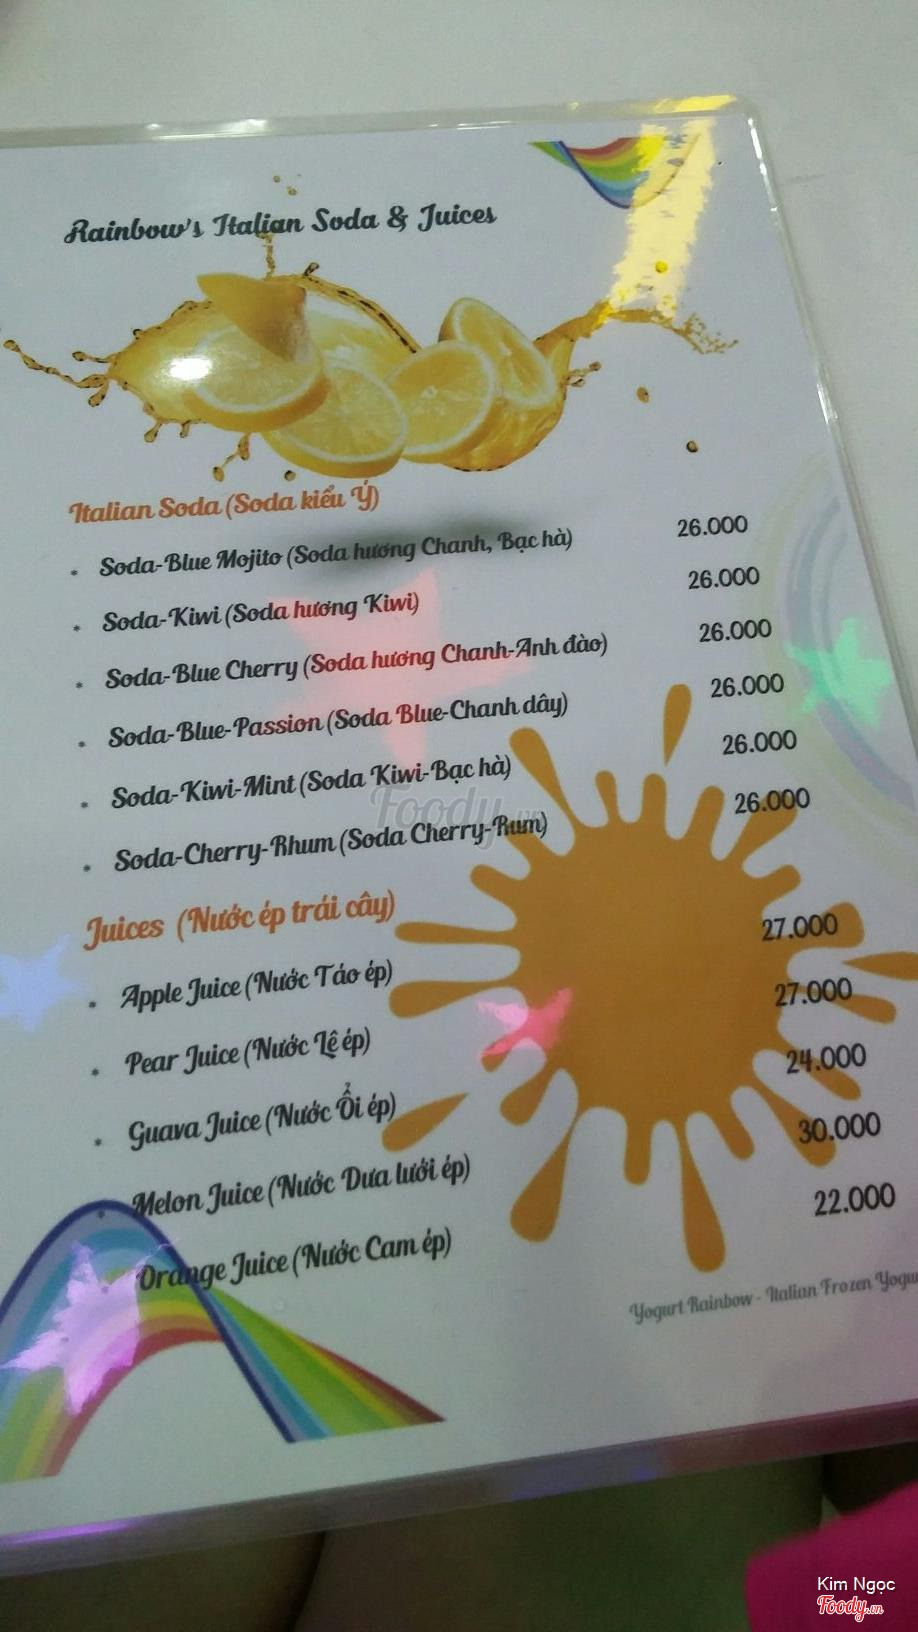 Rainbow's Italian Soda & Juices
Italian Soda (Soda kiểu Ý)
* Soda-Blue Mojito (Soda hương Chanh, Bạc hà) 26.000
* Soda-Kiwi (Soda hương Kiwi) 26.000
* Soda-Blue Cherry (Soda hương Chanh-Anh đào) 26.000
* Soda-Blue-Passion (Soda Blue-Chanh dây) 26.000
* Soda-Kiwi-Mint (Soda Kiwi-Bạc hà) 26.000
* Soda-Cherry-Rhum (Soda Cherry-Rum) 26.000
Foody.vn
Juices (Nước ép trái cây)
* Apple Juice (Nước Táo ép) 27.000
* Pear Juice (Nước Lê ép) 27.000
* Guava Juice (Nước Ổi ép) 24.000
* Melon Juice (Nước Dưa lưới ép) 30.000
* Orange Juice (Nước Cam ép) 22.000
Yogurt Rainbow - Italian Frozen Yogu
Kim Ngọc
Foody.vn